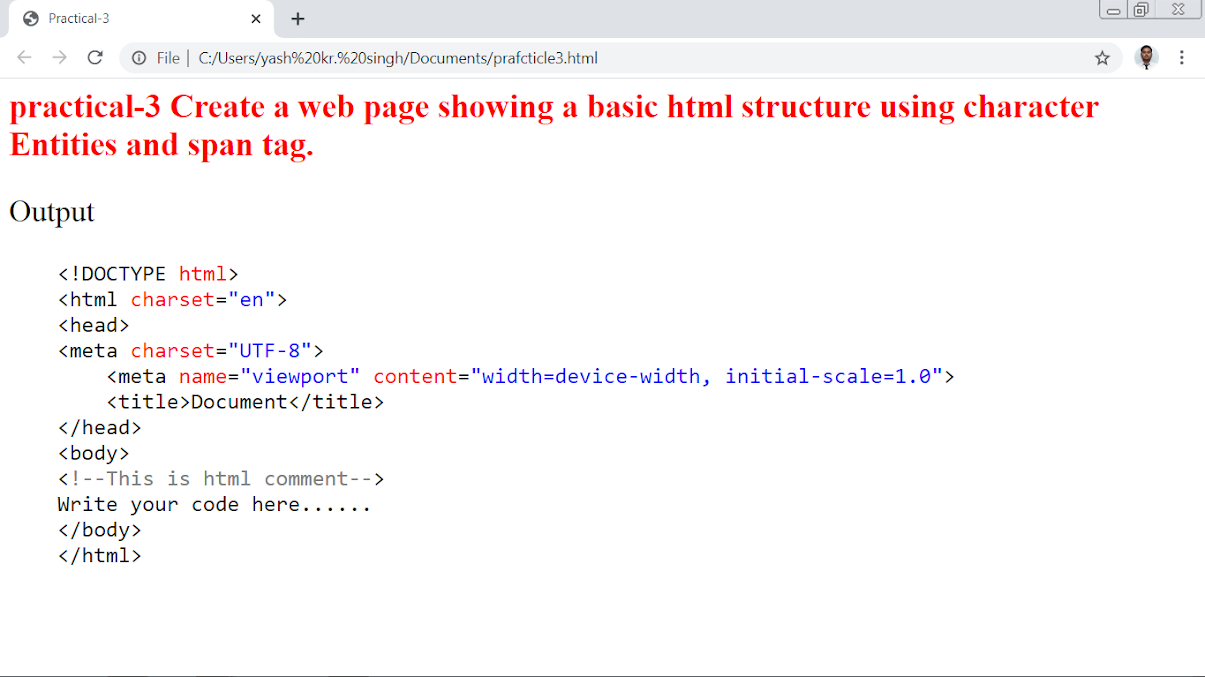 Practical-3
File | C:/Users/yash%20kr.%20singh/Documents/prafcticle3.html
practical-3 Create a web page showing a basic html structure using character
Entities and span tag.
Output
<!DOCTYPE html>
<html charset="en">
<head>
<meta charset="UTF-8">
    <meta name="viewport" content="width=device-width, initial-scale=1.0">
    <title>Document</title>
</head>
<body>
<!--This is html comment-->
Write your code here......
</body>
</html>